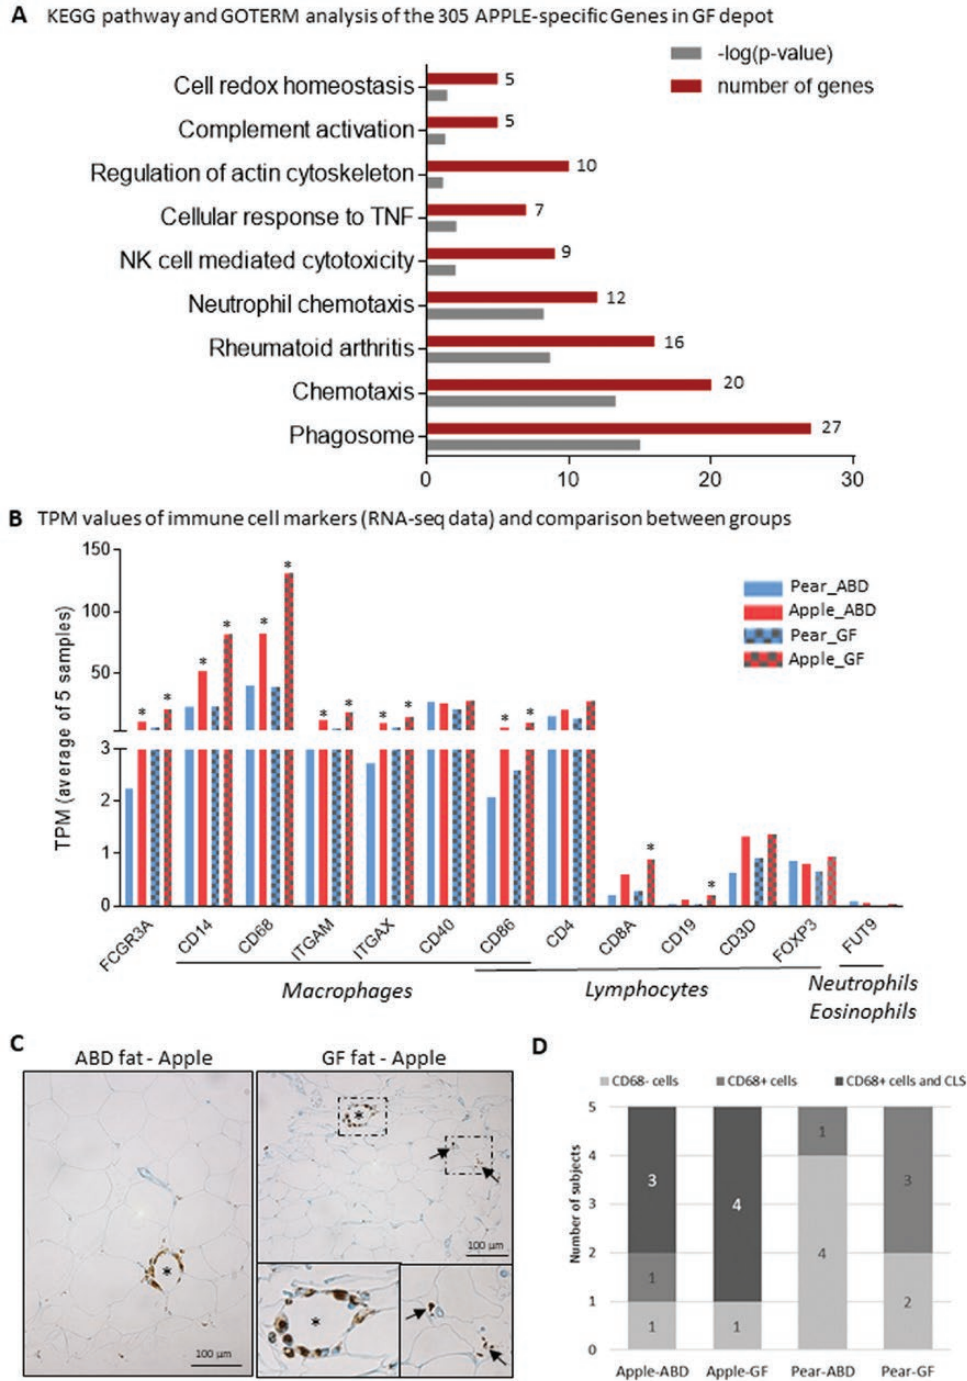 A KEGG pathway and GOTERM analysis of the 305 APPLE-specific Genes in GF depot
-log(p-value)
number of genes
Cell redox homeostasis 5
Complement activation 5
Regulation of actin cytoskeleton 10
Cellular response to TNF 7
NK cell mediated cytotoxicity 9
Neutrophil chemotaxis 12
Rheumatoid arthritis 16
Chemotaxis 20
Phagosome 27
0 10 20 30
B TPM values of immune cell markers (RNA-seq data) and comparison between groups
TPM (average of 5 samples)
150
100
50
3
2
1
0
Pear_ABD
Apple_ABD
Pear_GF
Apple_GF
* * * * * * * * * * * * * *
FCGR3A CD14 CD68 ITGAM ITGAX CD40 CD86 CD4 CD8A CD19 CD3D FOXP3 FUT9
Macrophages Lymphocytes Neutrophils
Eosinophils
C
ABD fat - Apple GF fat - Apple
*
100 µm
*
100 µm
*
D
CD68- cells CD68+ cells CD68+ cells and CLS
Number of subjects
5
4
3
2
1
0
3 1 1
4 1
1 4
3 2
Apple-ABD Apple-GF Pear-ABD Pear-GF